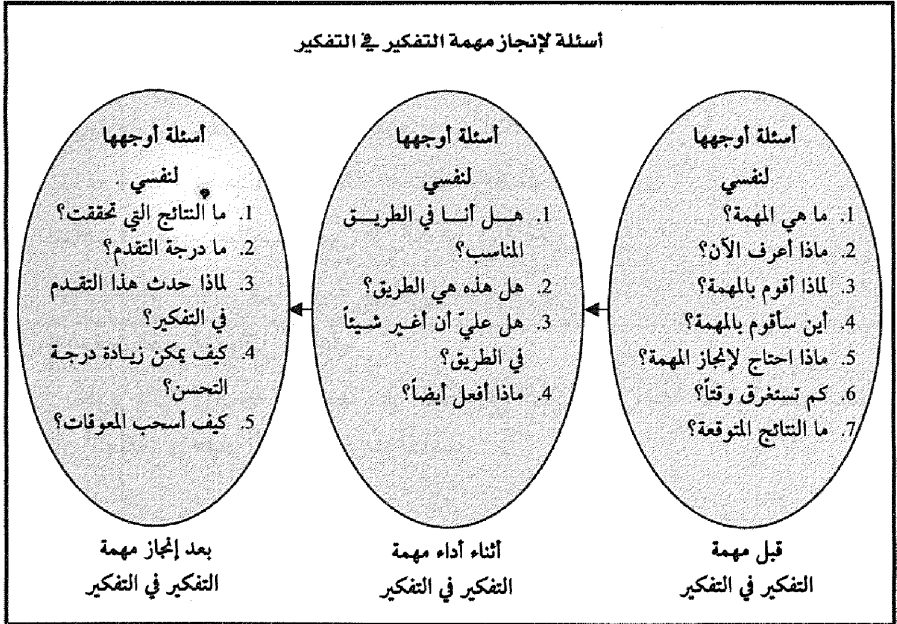 أسئلة لإنجاز مهمة التفكير في التفكير
أسئلة أوجهها
لنفسي
1. ما هي المهمة؟
2. ماذا أعرف الآن؟
3. لماذا أقوم بالمهمة؟
4. أين سأقوم بالمهمة؟
5. ماذا احتاج لإنجاز المهمة؟
6. كم تستغرق وقتاً؟
7. ما النتائج المتوقعة؟
قبل مهمة
التفكير في التفكير
أسئلة أوجهها
لنفسي
1. هل أنا في الطريق
المناسب؟
2. هل هذه هي الطريق؟
3. هل عليّ أن أغير شيئاً
في الطريق؟
4. ماذا أفعل أيضاً؟
أثناء أداء مهمة
التفكير في التفكير
أسئلة أوجهها
لنفسي
1. ما النتائج التي تحققت؟
2. ما درجة التقدم؟
3. لماذا حدث هذا التقدم
في التفكير؟
4. كيف يمكن زيادة درجة
التحسن؟
5. كيف أسحب المعوقات؟
بعد إنجاز مهمة
التفكير في التفكير